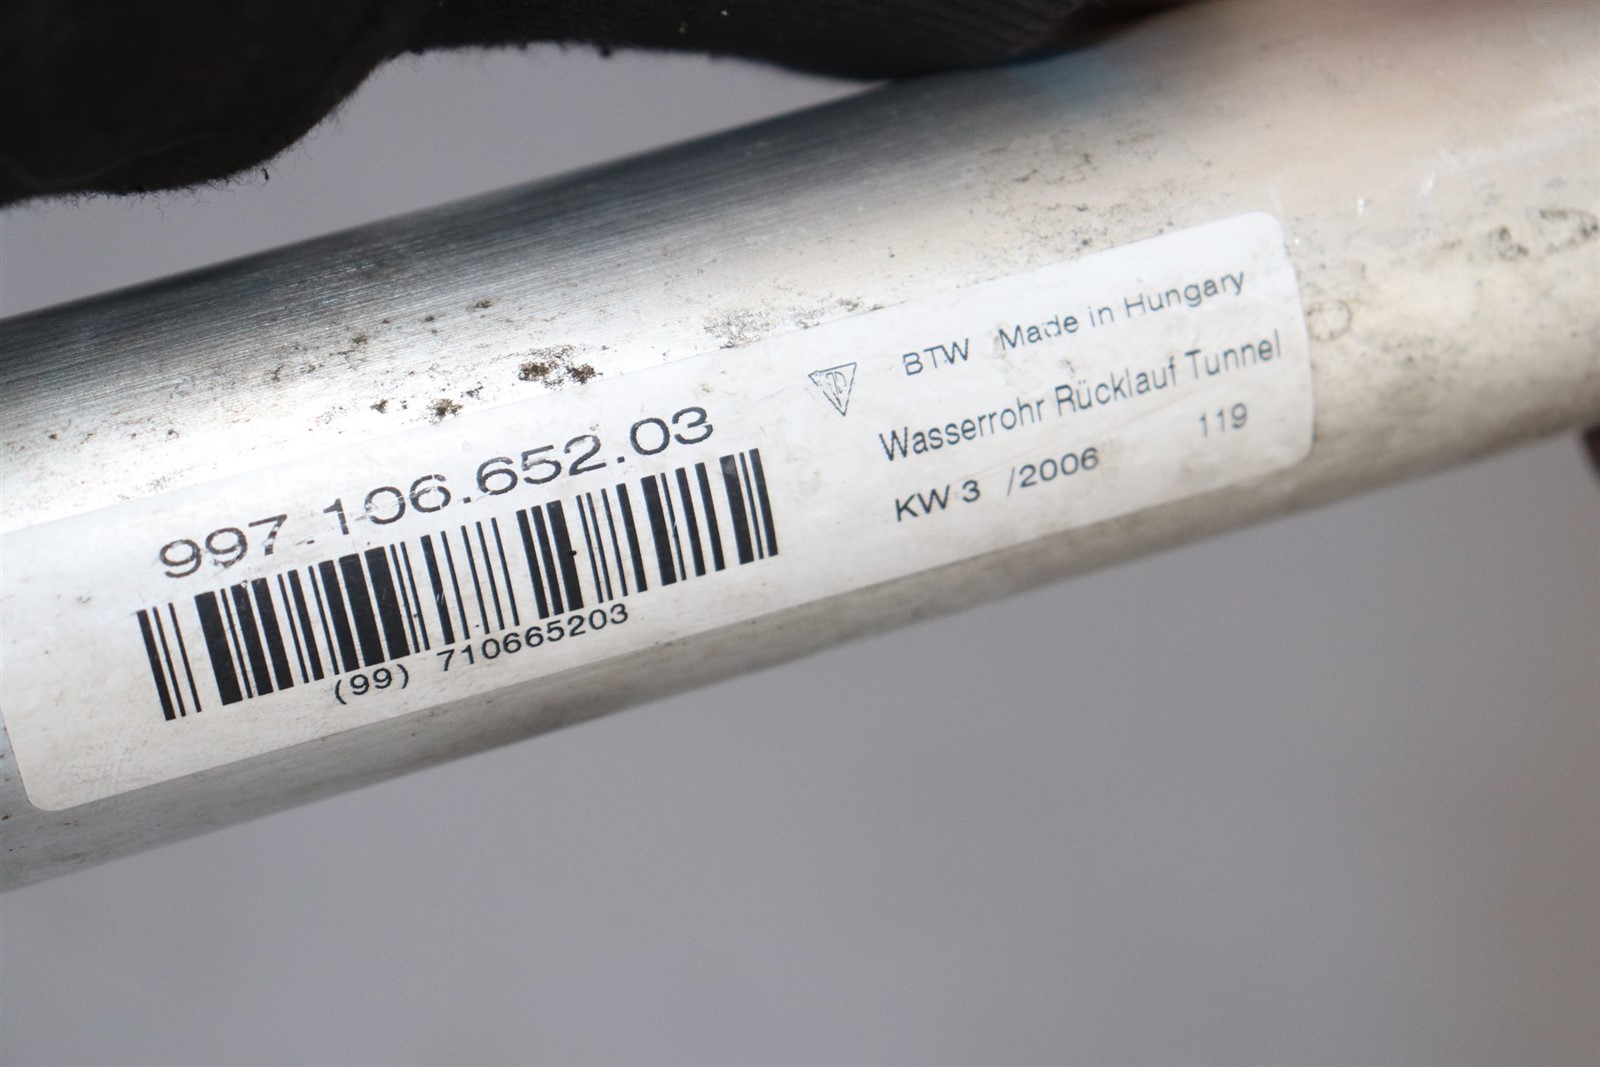 997.106.652.03
(99) 710665203
BTW Made in Hungary
Wasserrohr Rücklauf Tunnel
KW 3 /2006 119